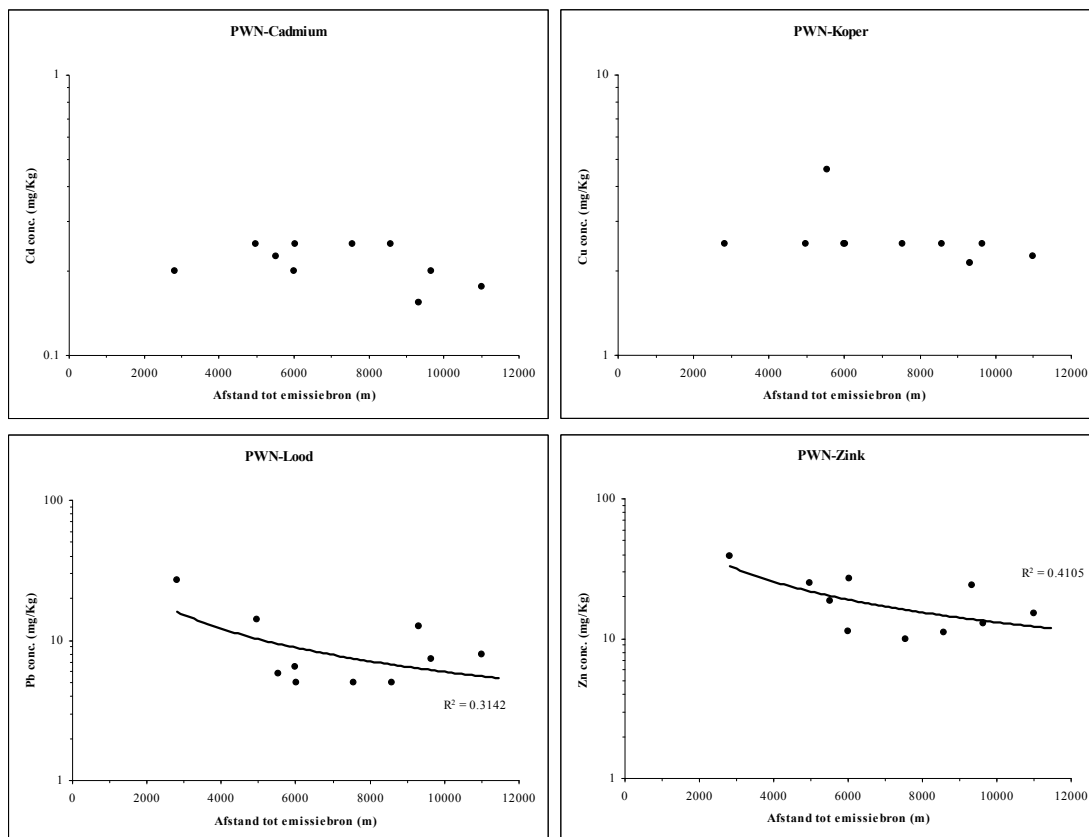 PWN-Cadmium
1
Cd conc. (mg/Kg)
0.1
0 2000 4000 6000 8000 10000 12000
Afstand tot emissiebron (m)
PWN-Koper
10
Cu conc. (mg/Kg)
1
0 2000 4000 6000 8000 10000 12000
Afstand tot emissiebron (m)
PWN-Lood
100
10
Pb conc. (mg/Kg)
R² = 0.3142
1
0 2000 4000 6000 8000 10000 12000
Afstand tot emissiebron (m)
PWN-Zink
100
R² = 0.4105
10
Zn conc. (mg/Kg)
1
0 2000 4000 6000 8000 10000 12000
Afstand tot emissiebron (m)